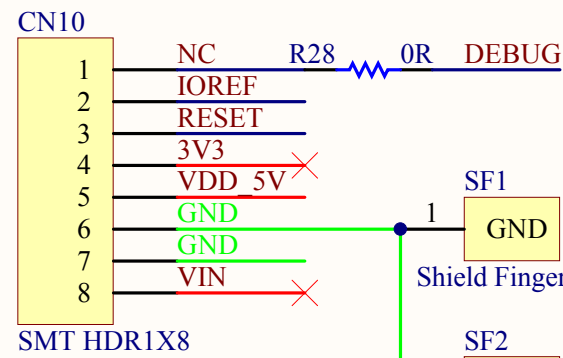 CN10
1 NC R28 0R DEBUG
2 IOREF
3 RESET
4 3V3
5 VDD_5V
6 GND 1 GND SF1
7 GND
8 VIN
Shield Finger
SMT HDR1X8
SF2